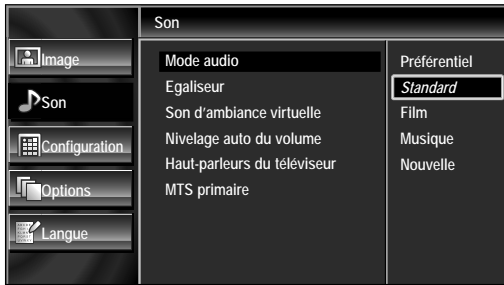 Son
Image
Son
Configuration
Options
Langue
Mode audio
Egaliseur
Son d'ambiance virtuelle
Nivelage auto du volume
Haut-parleurs du téléviseur
MTS primaire
Préférentiel
Standard
Film
Musique
Nouvelle